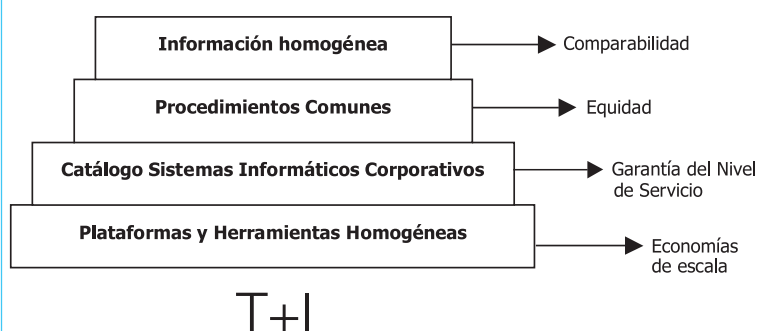 Información homogénea
Comparabilidad
Procedimientos Comunes
Equidad
Catálogo Sistemas Informáticos Corporativos
Garantía del Nivel
de Servicio
Plataformas y Herramientas Homogéneas
Economías
de escala
T+I